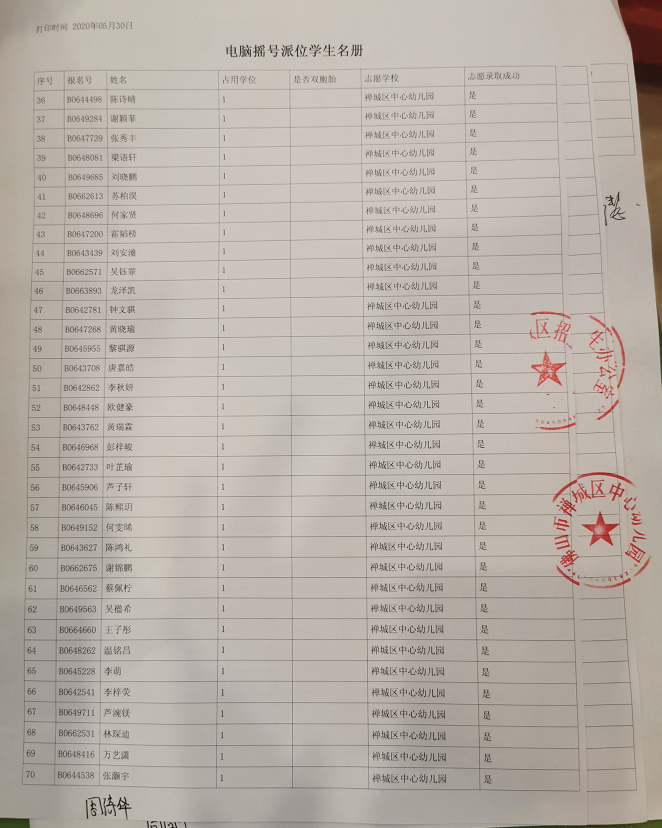 打印时间 2020年05月30日
电脑摇号派位学生名册
序号 报名号 姓名 占用学位 是否双胞胎 志愿学校 志愿录取成功
36 B0644498 陈诗晴 1 禅城区中心幼儿园 是
37 B0649284 谢颖菲 1 禅城区中心幼儿园 是
38 B0647739 张秀丰 1 禅城区中心幼儿园 是
39 B0648081 梁语轩 1 禅城区中心幼儿园 是
40 B0649685 刘晓鹏 1 禅城区中心幼儿园 是
41 B0662613 苏柏淏 1 禅城区中心幼儿园 是
42 B0648696 何家贤 1 禅城区中心幼儿园 是
43 B0647200 霍韬榜 1 禅城区中心幼儿园 是
44 B0643439 刘安潼 1 禅城区中心幼儿园 是
45 B0662571 吴钰霏 1 禅城区中心幼儿园 是
46 B0663893 龙泽凯 1 禅城区中心幼儿园 是
47 B0642781 钟文骐 1 禅城区中心幼儿园 是
48 B0647268 黄晓瑜 1 禅城区中心幼儿园 是
49 B0645955 黎骐源 1 禅城区中心幼儿园 是
50 B0643708 唐嘉皓 1 禅城区中心幼儿园 是
51 B0642862 李秋妍 1 禅城区中心幼儿园 是
52 B0648448 欧健豪 1 禅城区中心幼儿园 是
53 B0643762 黄瑞霖 1 禅城区中心幼儿园 是
54 B0646968 彭梓峻 1 禅城区中心幼儿园 是
55 B0642733 叶芷瑜 1 禅城区中心幼儿园 是
56 B0645906 芦子轩 1 禅城区中心幼儿园 是
57 B0646045 陈熙玥 1 禅城区中心幼儿园 是
58 B0649152 何雯晞 1 禅城区中心幼儿园 是
59 B0643627 陈鸿礼 1 禅城区中心幼儿园 是
60 B0662675 谢锦鹏 1 禅城区中心幼儿园 是
61 B0646562 蔡佩柠 1 禅城区中心幼儿园 是
62 B0649563 吴楹希 1 禅城区中心幼儿园 是
63 B0664660 王子彤 1 禅城区中心幼儿园 是
64 B0648262 温铭昌 1 禅城区中心幼儿园 是
65 B0645228 李萌 1 禅城区中心幼儿园 是
66 B0642541 李梓荧 1 禅城区中心幼儿园 是
67 B0649711 芦涴镁 1 禅城区中心幼儿园 是
68 B0662531 林琛迪 1 禅城区中心幼儿园 是
69 B0648416 万艺潇 1 禅城区中心幼儿园 是
70 B0644538 张灏宇 1 禅城区中心幼儿园 是
区招生办公室
佛山市禅城区中心幼儿园